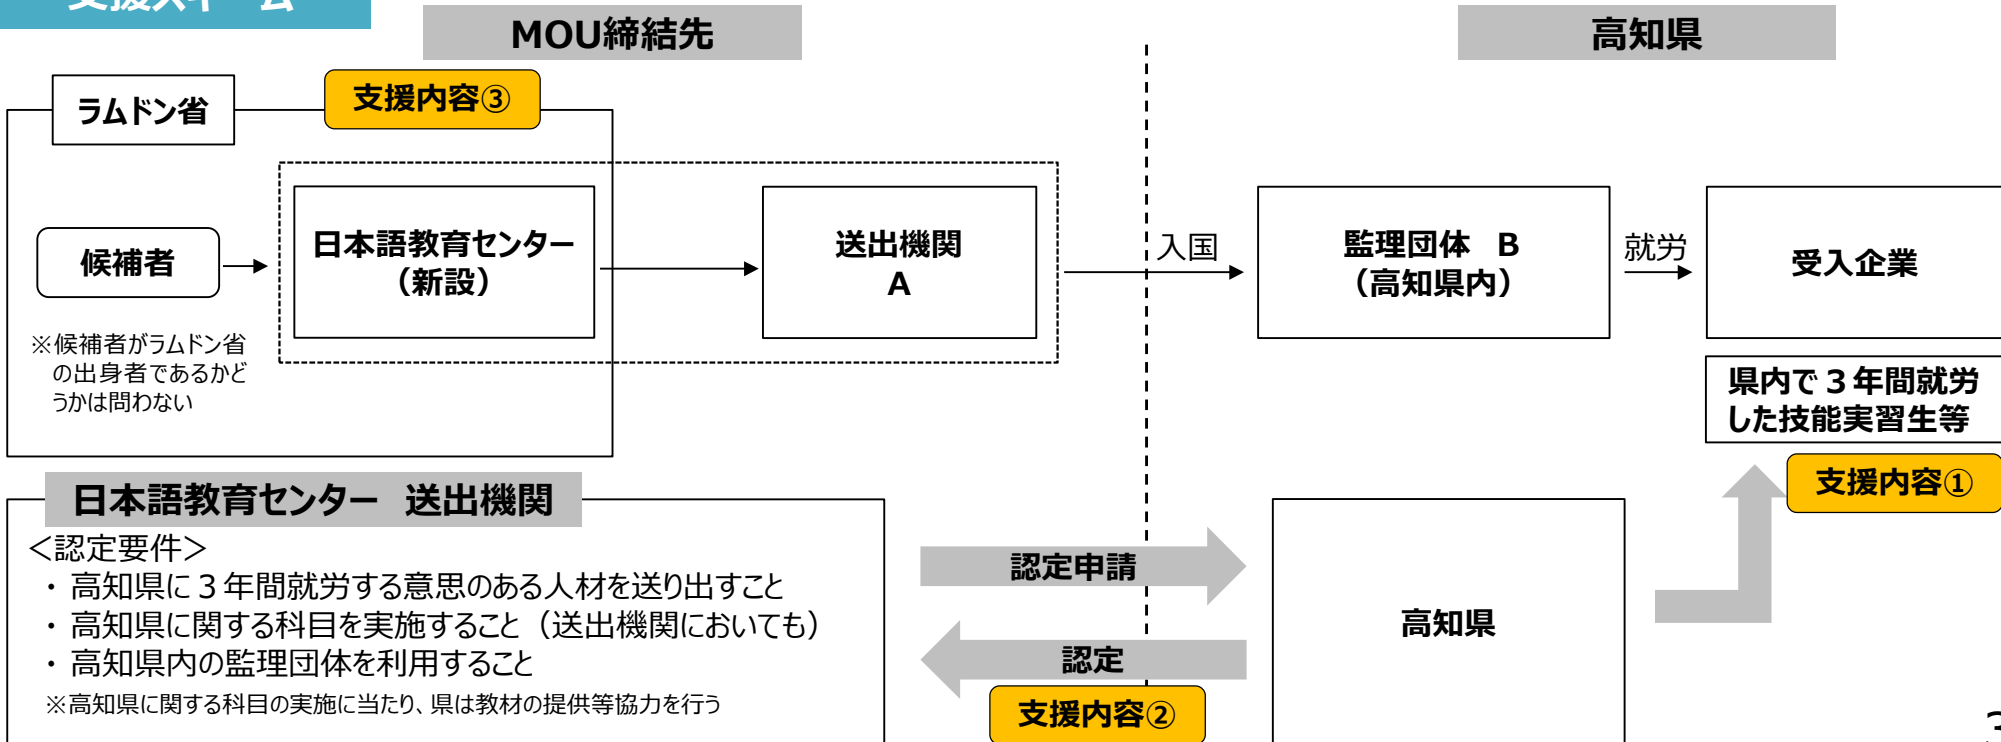 支援スキーム
MOU締結先
高知県
ラムドン省
支援内容③
候補者
日本語教育センター
（新設）
送出機関
A
入国
監理団体 B
（高知県内）
就労
受入企業
※候補者がラムドン省
の出身者であるかど
うかは問わない
県内で３年間就労
した技能実習生等
支援内容①
日本語教育センター 送出機関
＜認定要件＞
・ 高知県に３年間就労する意思のある人材を送り出すこと
・ 高知県に関する科目を実施すること（送出機関においても）
・ 高知県内の監理団体を利用すること
※高知県に関する科目の実施に当たり、県は教材の提供等協力を行う
認定申請
認定
支援内容②
高知県